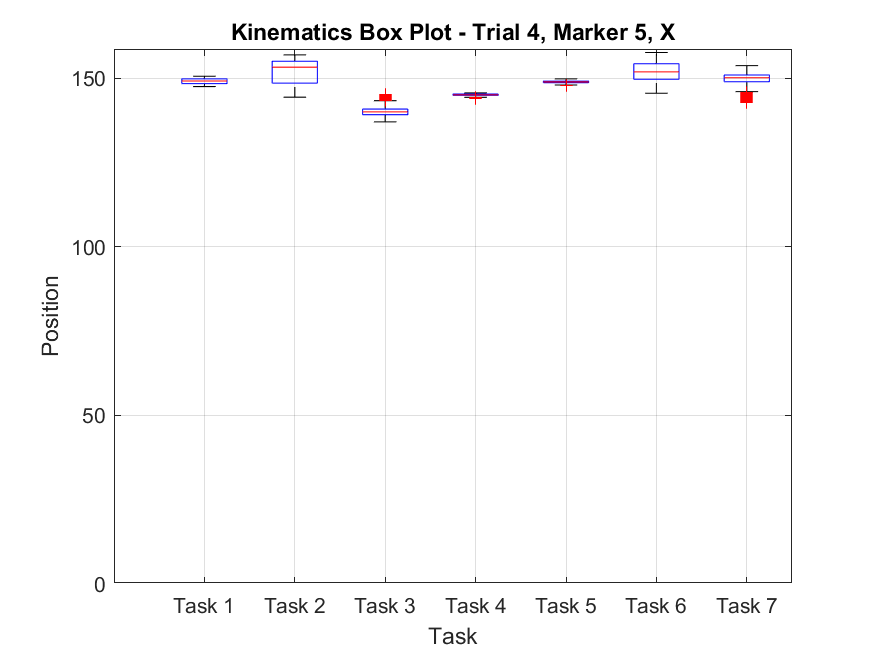 Kinematics Box Plot - Trial 4, Marker 5, X
150
100
50
0
Position
Task 1 Task 2 Task 3 Task 4 Task 5 Task 6 Task 7
Task